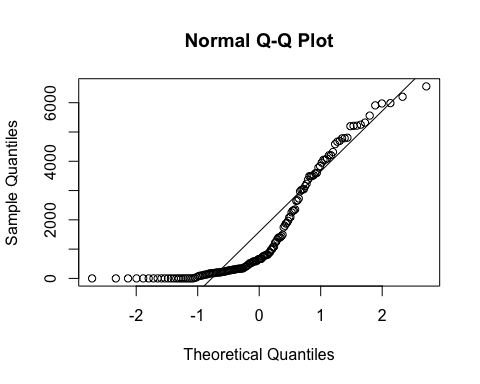 Normal Q-Q Plot
Sample Quantiles
6000
4000
2000
0
-2 -1 0 1 2
Theoretical Quantiles